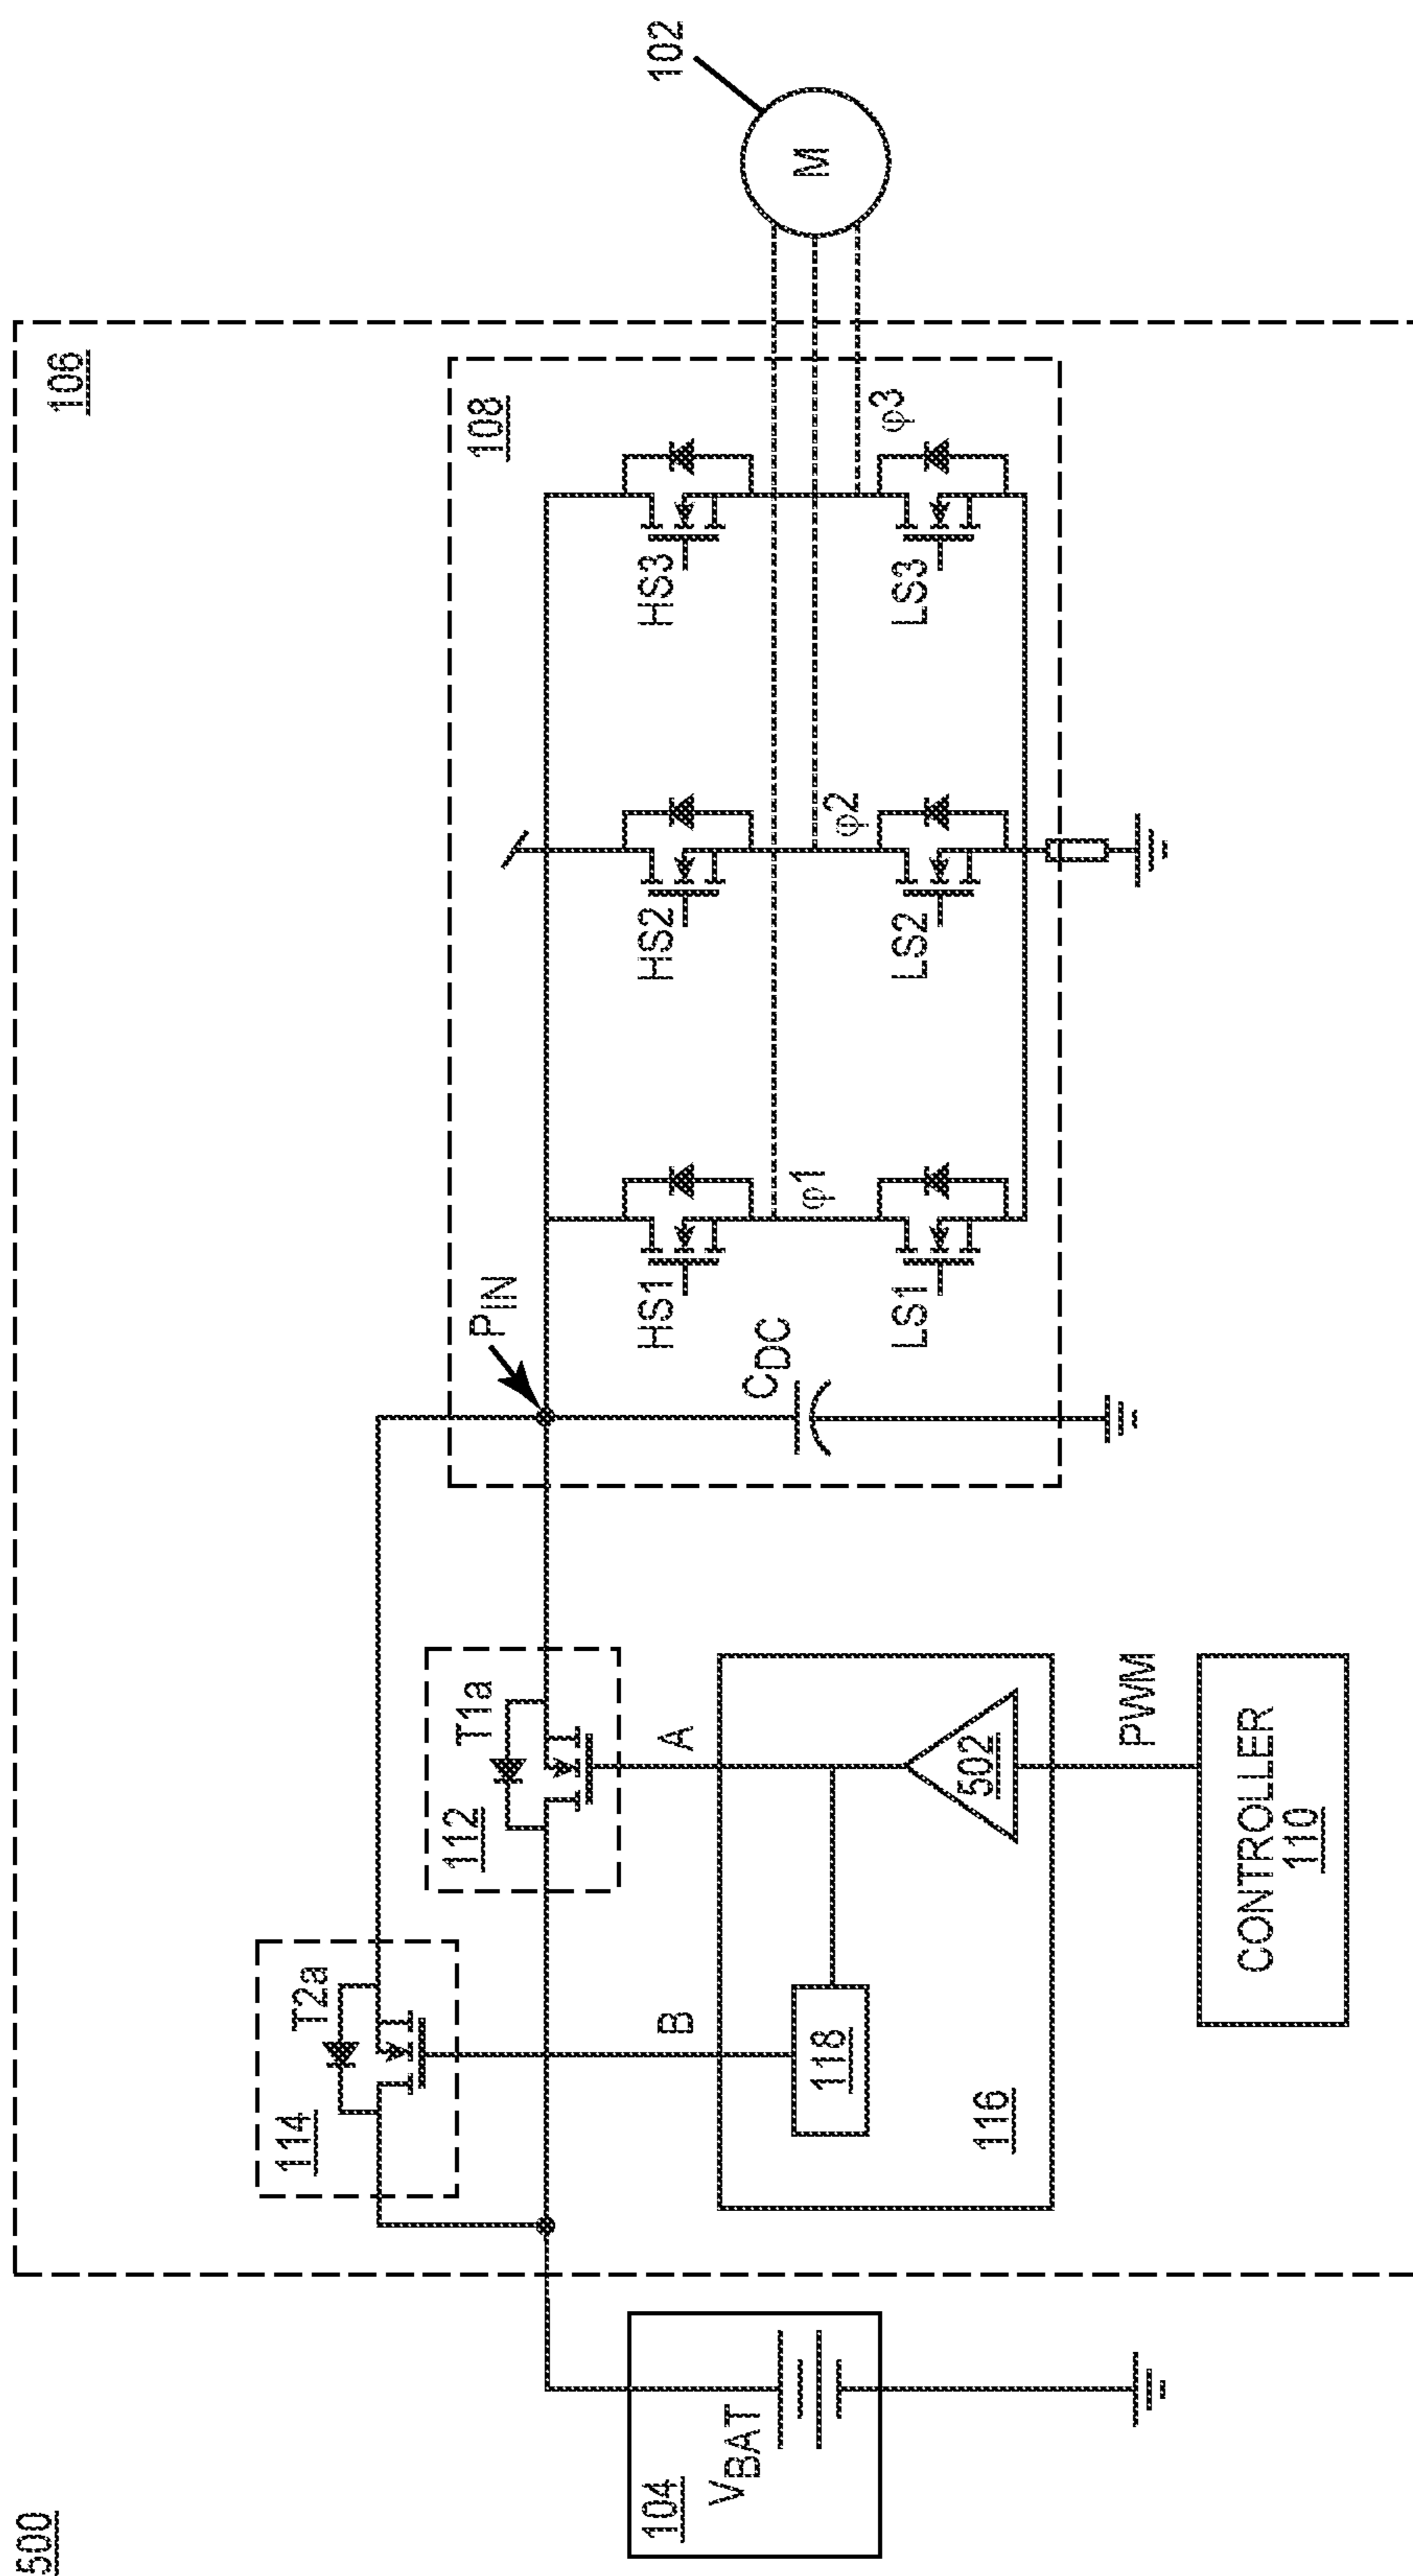 500
106
104
VBAT
114
T2a
112
T1a
PIN
108
HS1
HS2
HS3
102
M
CDC
φ1
φ2
φ3
LS1
LS2
LS3
B
A
118
502
116
PWM
CONTROLLER
110